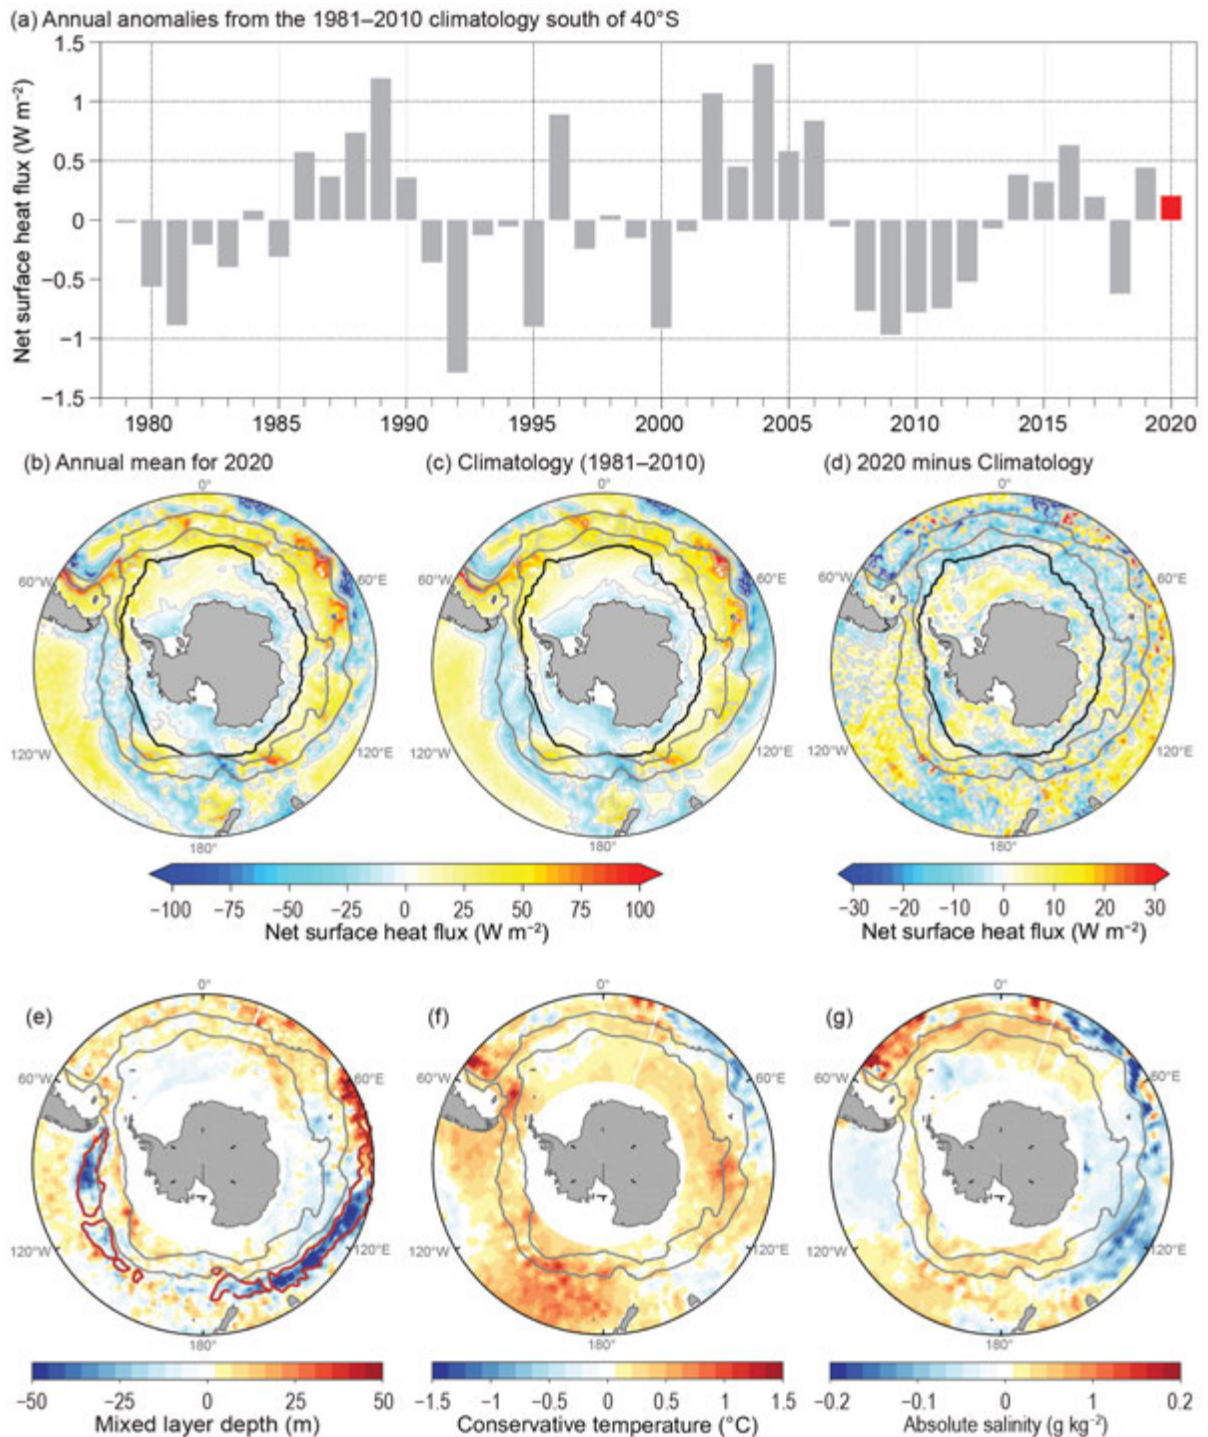 (a) Annual anomalies from the 1981–2010 climatology south of 40°S
Net surface heat flux (W m⁻²)
1.5
1
0.5
0
−0.5
−1
−1.5
1980 1985 1990 1995 2000 2005 2010 2015 2020
(b) Annual mean for 2020 (c) Climatology (1981–2010) (d) 2020 minus Climatology
0° 0° 0°
60°W 60°E 60°W 60°E 60°W 60°E
120°W 120°E 120°W 120°E 120°W 120°E
180° 180° 180°
−100 −75 −50 −25 0 25 50 75 100 −30 −20 −10 0 10 20 30
Net surface heat flux (W m⁻²) Net surface heat flux (W m⁻²)
0° 0° 0°
(e) (f) (g)
60°W 60°E 60°W 60°E 60°W 60°E
120°W 120°E 120°W 120°E 120°W 120°E
180° 180° 180°
−50 −25 0 25 50 −1.5 −1 −0.5 0 0.5 1 1.5 −0.2 −0.1 0 1 0.2
Mixed layer depth (m) Conservative temperature (°C) Absolute salinity (g kg⁻²)